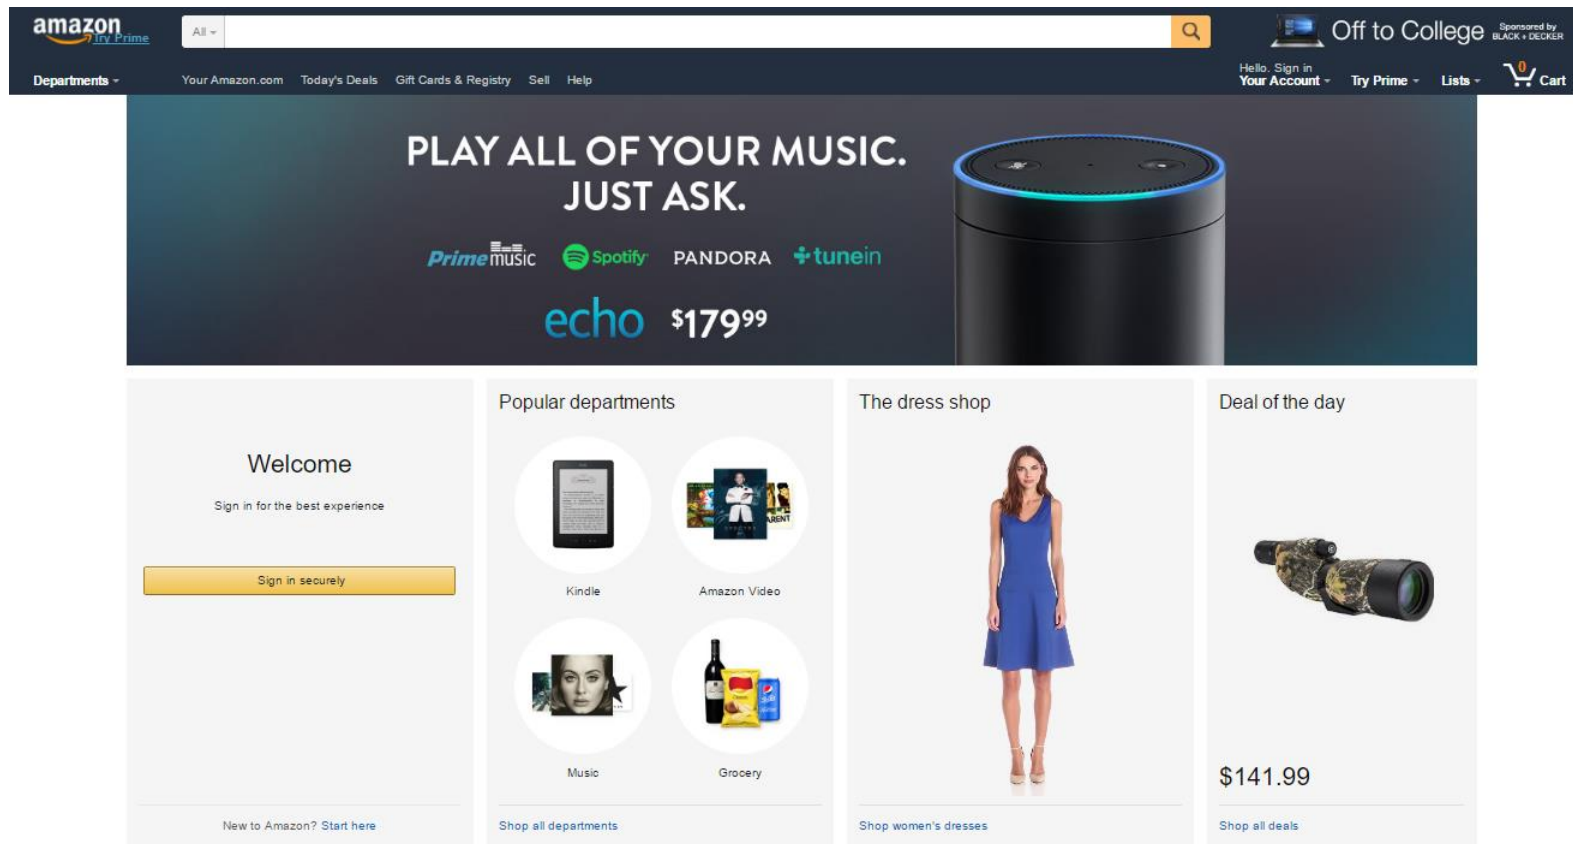 amazon
Try Prime
All
Off to College
Sponsored by
BLACK + DECKER
Departments
Your Amazon.com Today's Deals Gift Cards & Registry Sell Help
Hello. Sign in
Your Account
Try Prime
Lists
0
Cart
PLAY ALL OF YOUR MUSIC.
JUST ASK.
Prime music Spotify PANDORA tunein
echo $179 99
Welcome
Sign in for the best experience
Sign in securely
New to Amazon? Start here
Popular departments
Kindle
Amazon Video
ARENT
Music
Grocery
Shop all departments
The dress shop
Shop women's dresses
Deal of the day
$141.99
Shop all deals